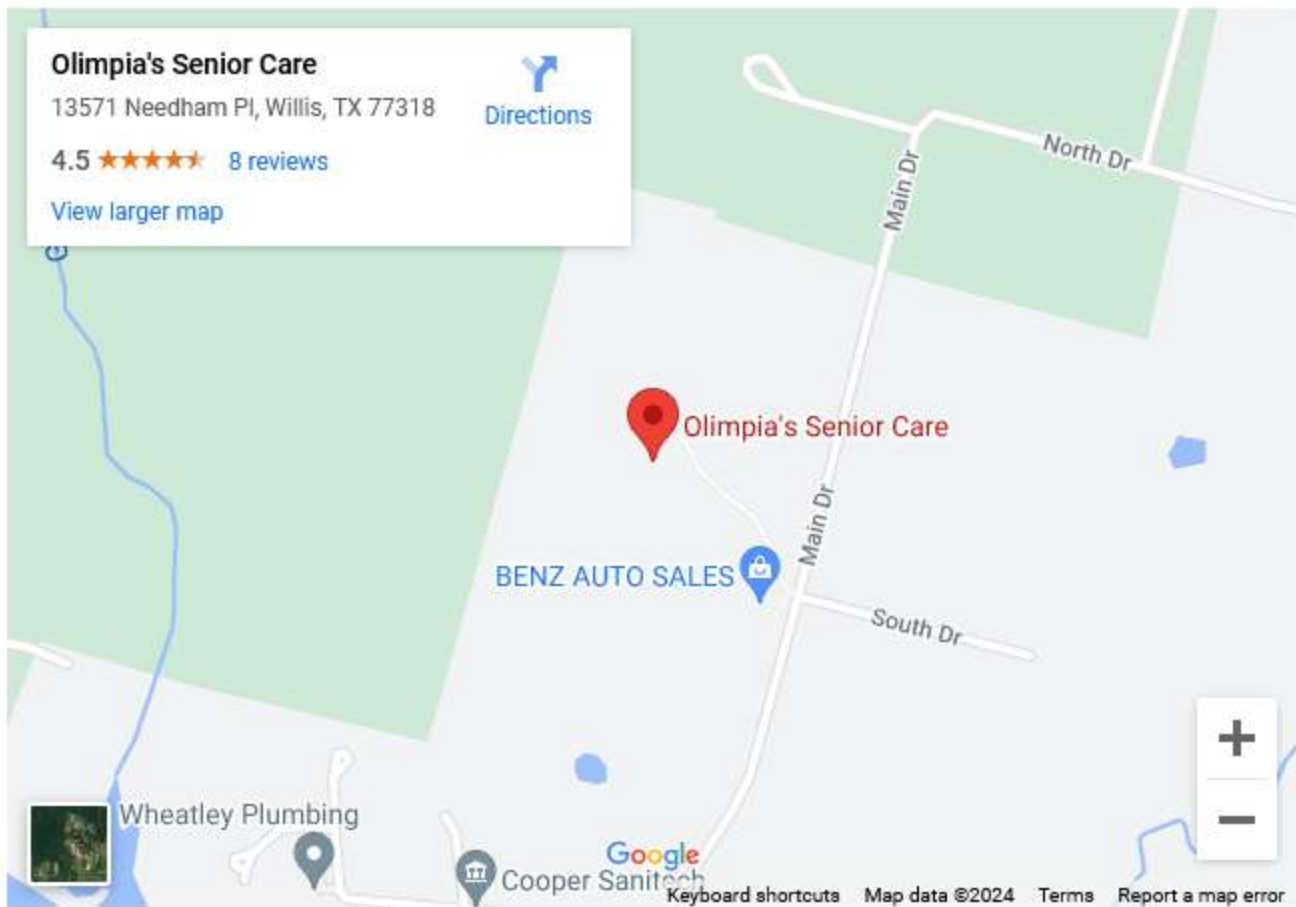 Olimpia's Senior Care
13571 Needham Pl, Willis, TX 77318
Directions
4.5
8 reviews
View larger map
North Dr
Main Dr
Olimpia's Senior Care
Main Dr
BENZ AUTO SALES
South Dr
Wheatley Plumbing
Google
Cooper Sanitech
Keyboard shortcuts
Map data ©2024
Terms
Report a map error